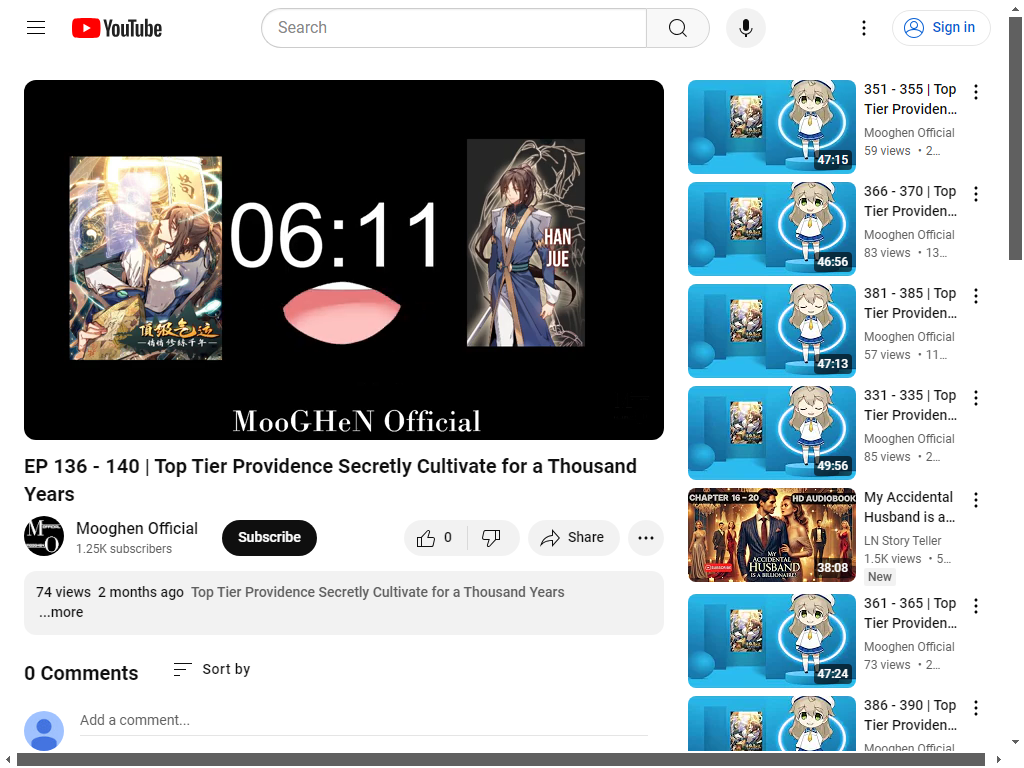 YouTube
Search
Sign in
06:11
HAN
JUE
頂級氣运
悄悄修练千年
MooGHeN Official
EP 136 - 140 | Top Tier Providence Secretly Cultivate for a Thousand
Years
Mooghen Official
1.25K subscribers
Subscribe
0
Share
74 views 2 months ago Top Tier Providence Secretly Cultivate for a Thousand Years
...more
0 Comments
Sort by
Add a comment...
47:15
351 - 355 | Top
Tier Providen...
Mooghen Official
59 views • 2...
46:56
366 - 370 | Top
Tier Providen...
Mooghen Official
83 views • 13...
47:13
381 - 385 | Top
Tier Providen...
Mooghen Official
57 views • 11...
49:56
331 - 335 | Top
Tier Providen...
Mooghen Official
85 views • 2...
CHAPTER 16 - 20
HD AUDIOBOOK
MY
ACCIDENTAL
HUSBAND
IS A BILLIONAIRE!
SUBSCRIBE
38:08
My Accidental
Husband is a...
LN Story Teller
1.5K views • 5...
New
47:24
361 - 365 | Top
Tier Providen...
Mooghen Official
73 views • 2...
386 - 390 | Top
Tier Providen...
Mooghen Official